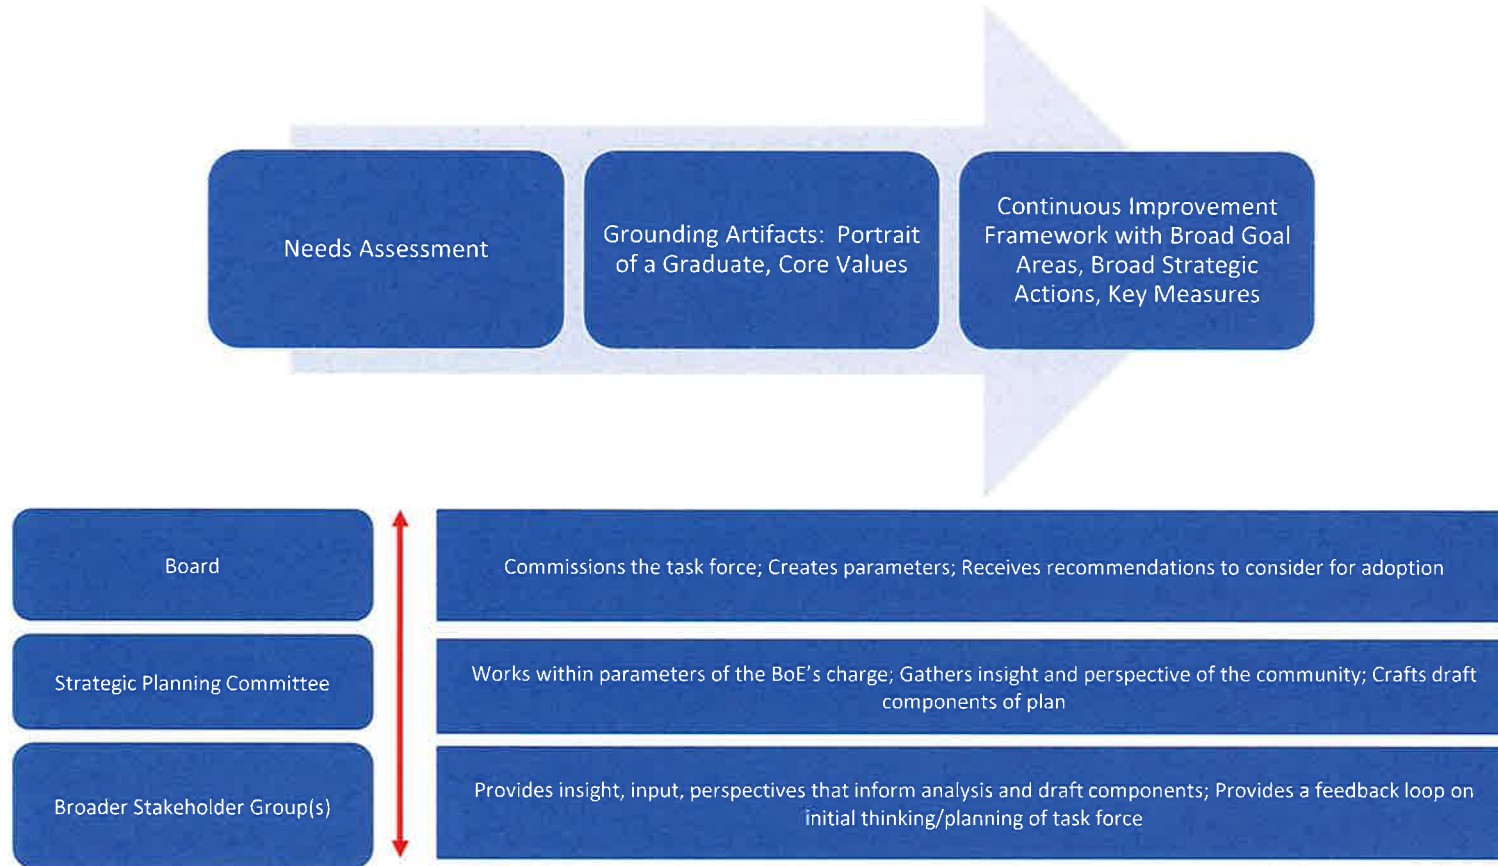 Needs Assessment
Grounding Artifacts:  Portrait
of a Graduate, Core Values
Continuous Improvement
Framework with Broad Goal
Areas, Broad Strategic
Actions, Key Measures
Board
Commissions the task force; Creates parameters; Receives recommendations to consider for adoption
Strategic Planning Committee
Works within parameters of the BoE's charge; Gathers insight and perspective of the community; Crafts draft
components of plan
Broader Stakeholder Group(s)
Provides insight, input, perspectives that inform analysis and draft components; Provides a feedback loop on
initial thinking/planning of task force